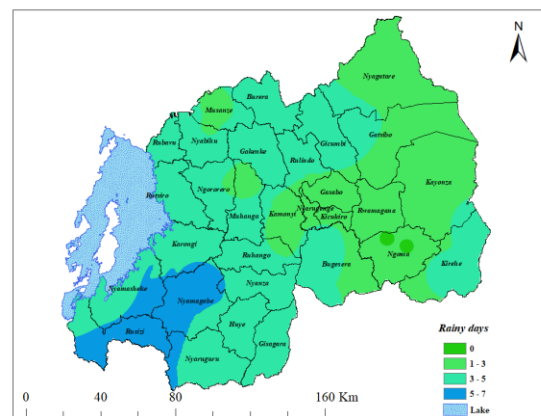 N
Nyagatare
Burera
Musanze
Gatsibo
Rubavu
Nyabihu
Gakenke
Gicumbi
Rulindo
Kayonza
Rutsiro
Ngororero
Gasabo
Muhanga
Kamonyi
Nyarugenge
Rwamagana
Kicukiro
Karongi
Ruhango
Bugesera
Ngoma
Kirehe
Nyamasheke
Nyamagabe
Nyanza
Rusizi
Huye
Gisagara
Nyaruguru
Rainy days
0
1 - 3
3 - 5
5 - 7
Lake
0 40 80 160 Km